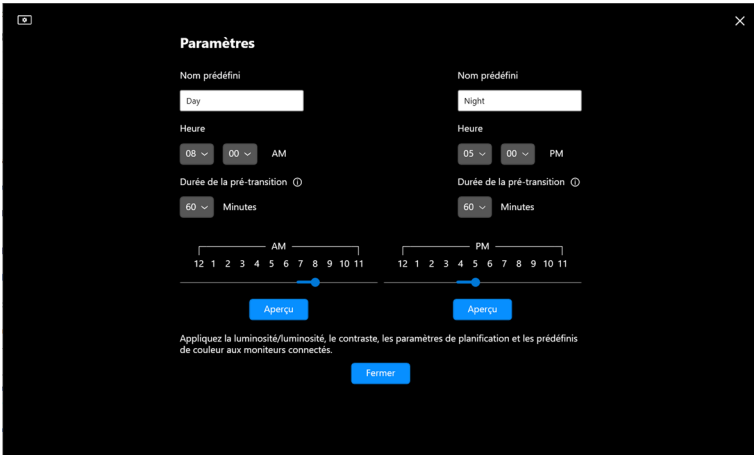 Paramètres
Nom prédéfini
Day
Heure
08 00 AM
Durée de la pré-transition
60 Minutes
Nom prédéfini
Night
Heure
05 00 PM
Durée de la pré-transition
60 Minutes
AM
12 1 2 3 4 5 6 7 8 9 10 11
Aperçu
PM
12 1 2 3 4 5 6 7 8 9 10 11
Aperçu
Appliquez la luminosité/luminosité, le contraste, les paramètres de planification et les prédéfinis
de couleur aux moniteurs connectés.
Fermer